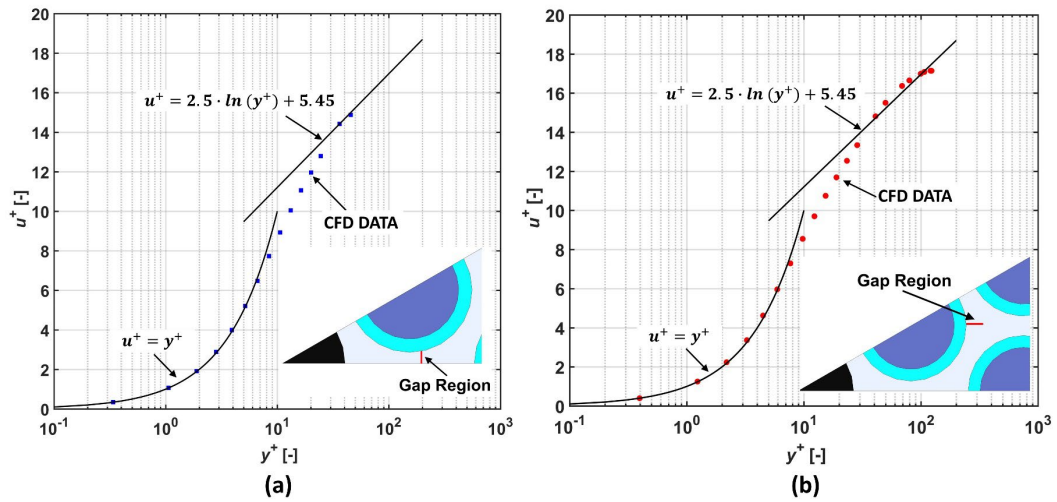 20
18
16
14
12
10
8
6
4
2
0
u⁺ [-]
u⁺ = 2.5 · ln (y⁺) + 5.45
CFD DATA
u⁺ = y⁺
Gap Region
10⁻¹
10⁰
10¹
10²
10³
y⁺ [-]
(a)
20
18
16
14
12
10
8
6
4
2
0
u⁺ [-]
u⁺ = 2.5 · ln (y⁺) + 5.45
CFD DATA
Gap Region
u⁺ = y⁺
10⁻¹
10⁰
10¹
10²
10³
y⁺ [-]
(b)